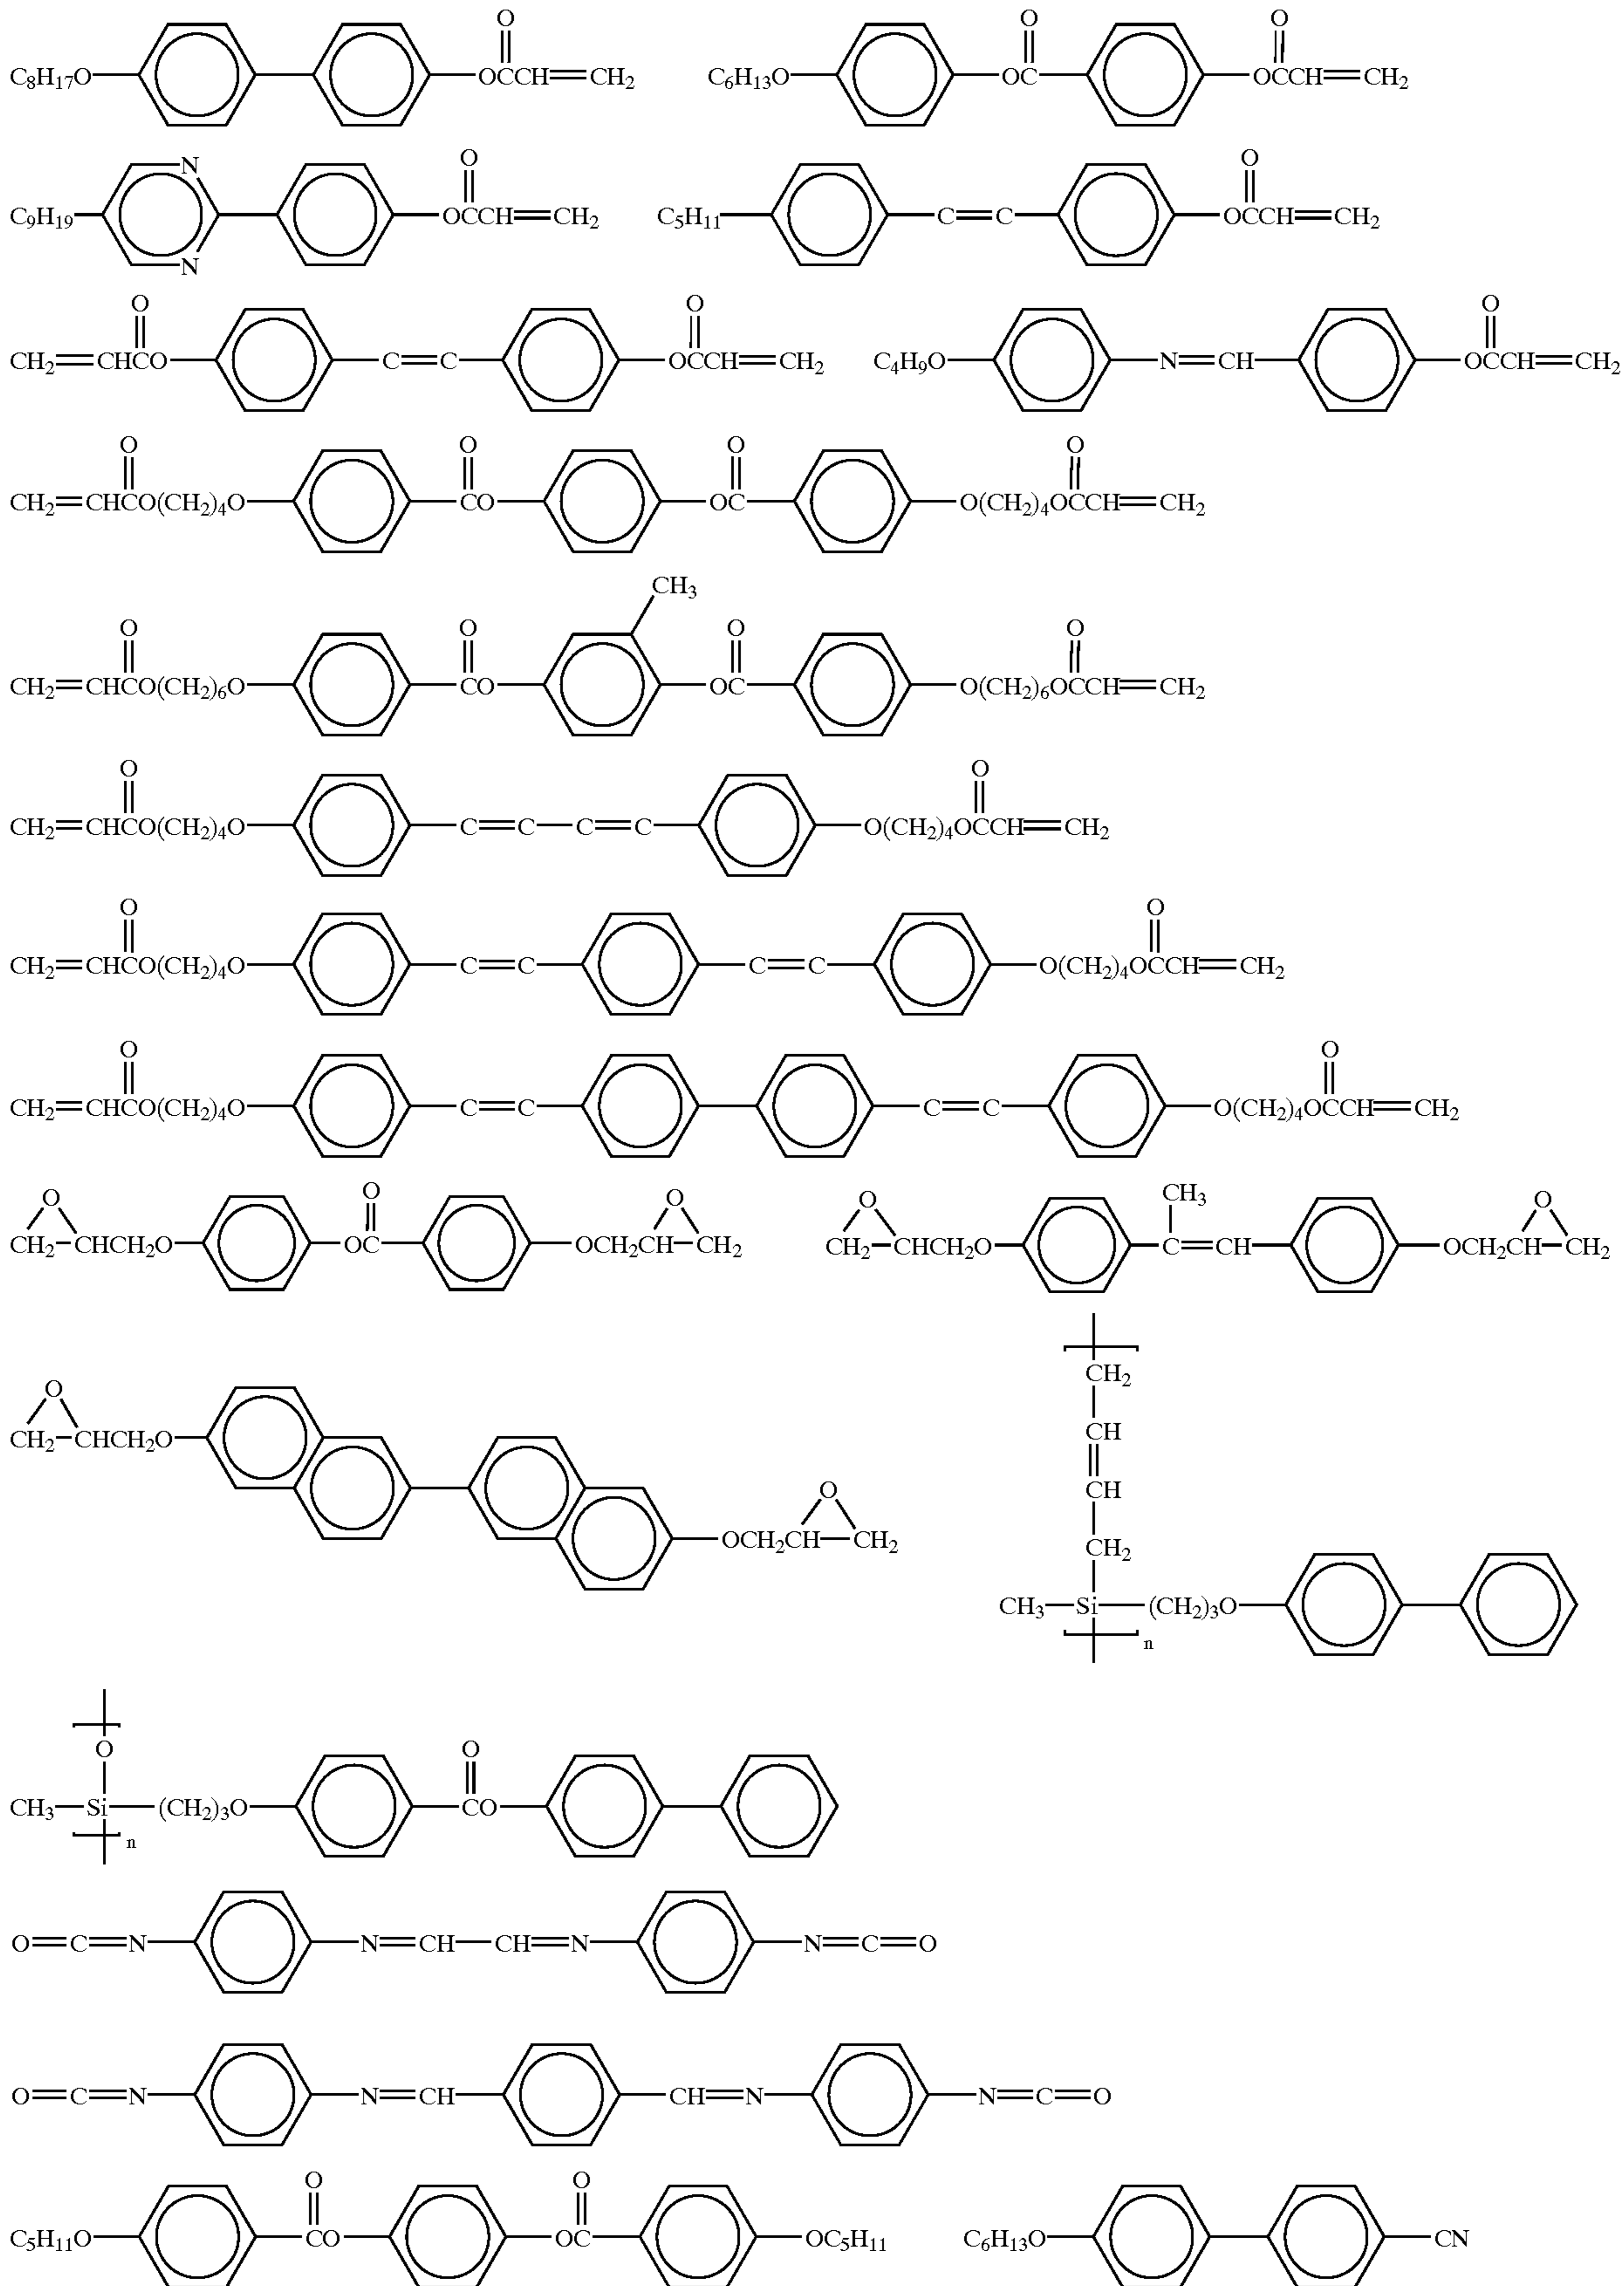 O O O
C8H17O OCCH CH2 C6H13O OC OCCH CH2
N O O
C9H19 OCCH CH2 C5H11 C C OCCH CH2
N
O O O
CH2 CHCO C C OCCH CH2 C4H9O N CH OCCH CH2
O O O O
CH2 CHCO(CH2)4O CO OC O(CH2)4OCCH CH2
CH3
O O O O
CH2 CHCO(CH2)6O CO OC O(CH2)6OCCH CH2
O O
CH2 CHCO(CH2)4O C C C C O(CH2)4OCCH CH2
O O
CH2 CHCO(CH2)4O C C C C O(CH2)4OCCH CH2
O O
CH2 CHCO(CH2)4O C C C C O(CH2)4OCCH CH2
O O O O CH3 O
CH2 CHCH2O OC OCH2CH CH2 CH2 CHCH2O C CH OCH2CH CH2
CH2
O
CH2 CHCH2O CH
CH
O
OCH2CH CH2 CH2
CH3 Si (CH2)3O
n
O O
CH3 Si (CH2)3O CO
n
O C N N CH CH N N C O
O C N N CH CH N N C O
O O
C5H11O CO OC OC5H11 C6H13O CN